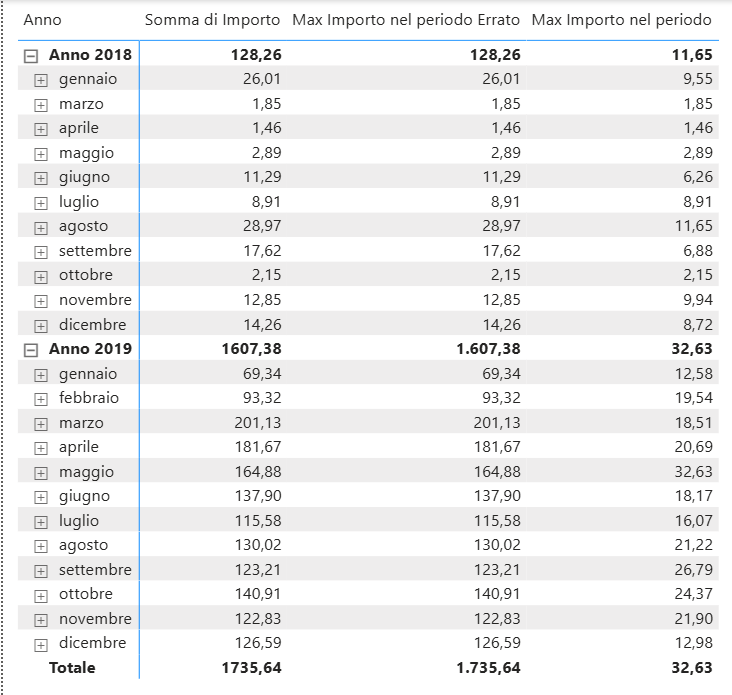 Anno Somma di Importo Max Importo nel periodo Errato Max Importo nel periodo
Anno 2018 128,26 128,26 11,65
gennaio 26,01 26,01 9,55
marzo 1,85 1,85 1,85
aprile 1,46 1,46 1,46
maggio 2,89 2,89 2,89
giugno 11,29 11,29 6,26
luglio 8,91 8,91 8,91
agosto 28,97 28,97 11,65
settembre 17,62 17,62 6,88
ottobre 2,15 2,15 2,15
novembre 12,85 12,85 9,94
dicembre 14,26 14,26 8,72
Anno 2019 1607,38 1.607,38 32,63
gennaio 69,34 69,34 12,58
febbraio 93,32 93,32 19,54
marzo 201,13 201,13 18,51
aprile 181,67 181,67 20,69
maggio 164,88 164,88 32,63
giugno 137,90 137,90 18,17
luglio 115,58 115,58 16,07
agosto 130,02 130,02 21,22
settembre 123,21 123,21 26,79
ottobre 140,91 140,91 24,37
novembre 122,83 122,83 21,90
dicembre 126,59 126,59 12,98
Totale 1735,64 1.735,64 32,63